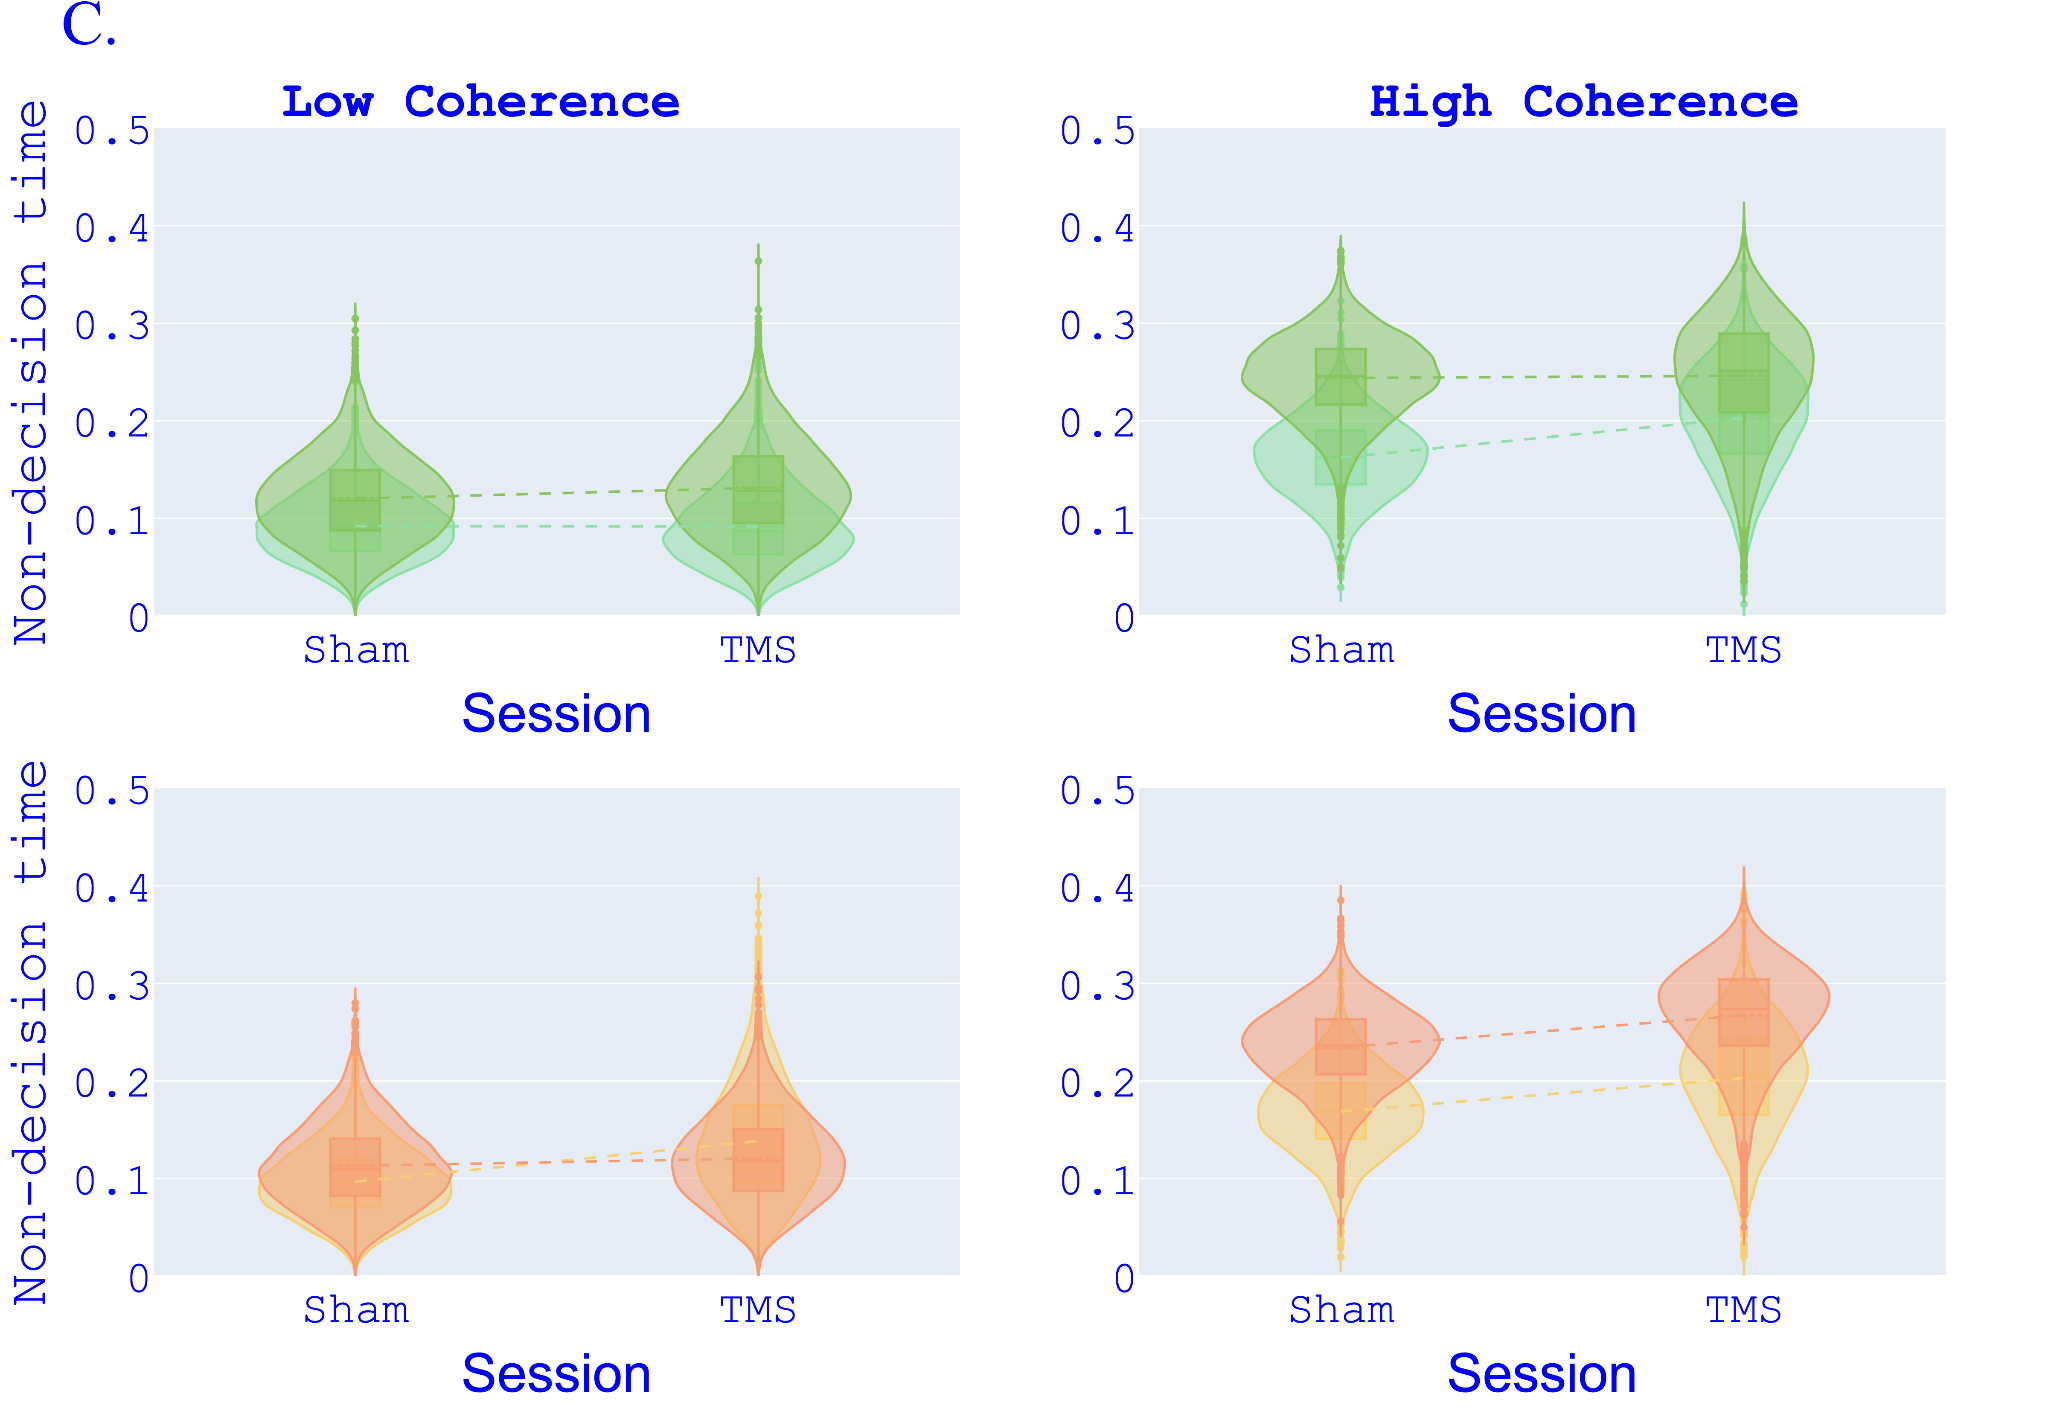 C.
Low Coherence
High Coherence
Non-decision time
0.5
0.4
0.3
0.2
0.1
0
Sham
TMS
Session
0.5
0.4
0.3
0.2
0.1
0
Sham
TMS
Session
Non-decision time
0.5
0.4
0.3
0.2
0.1
0
Sham
TMS
Session
0.5
0.4
0.3
0.2
0.1
0
Sham
TMS
Session